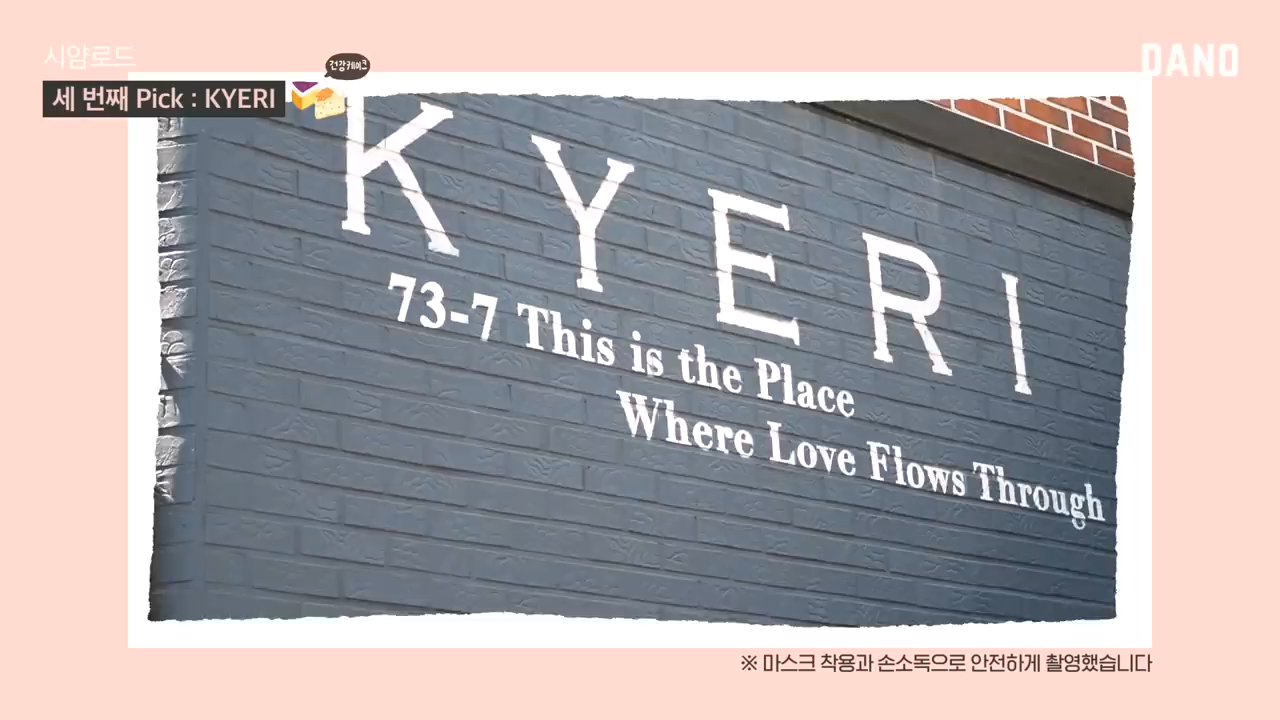 시얌로드
DANO
건강케이크
세 번째 Pick : KYERI
KYERI
73-7 This is the Place
Where Love Flows Through
※ 마스크 착용과 손소독으로 안전하게 촬영했습니다